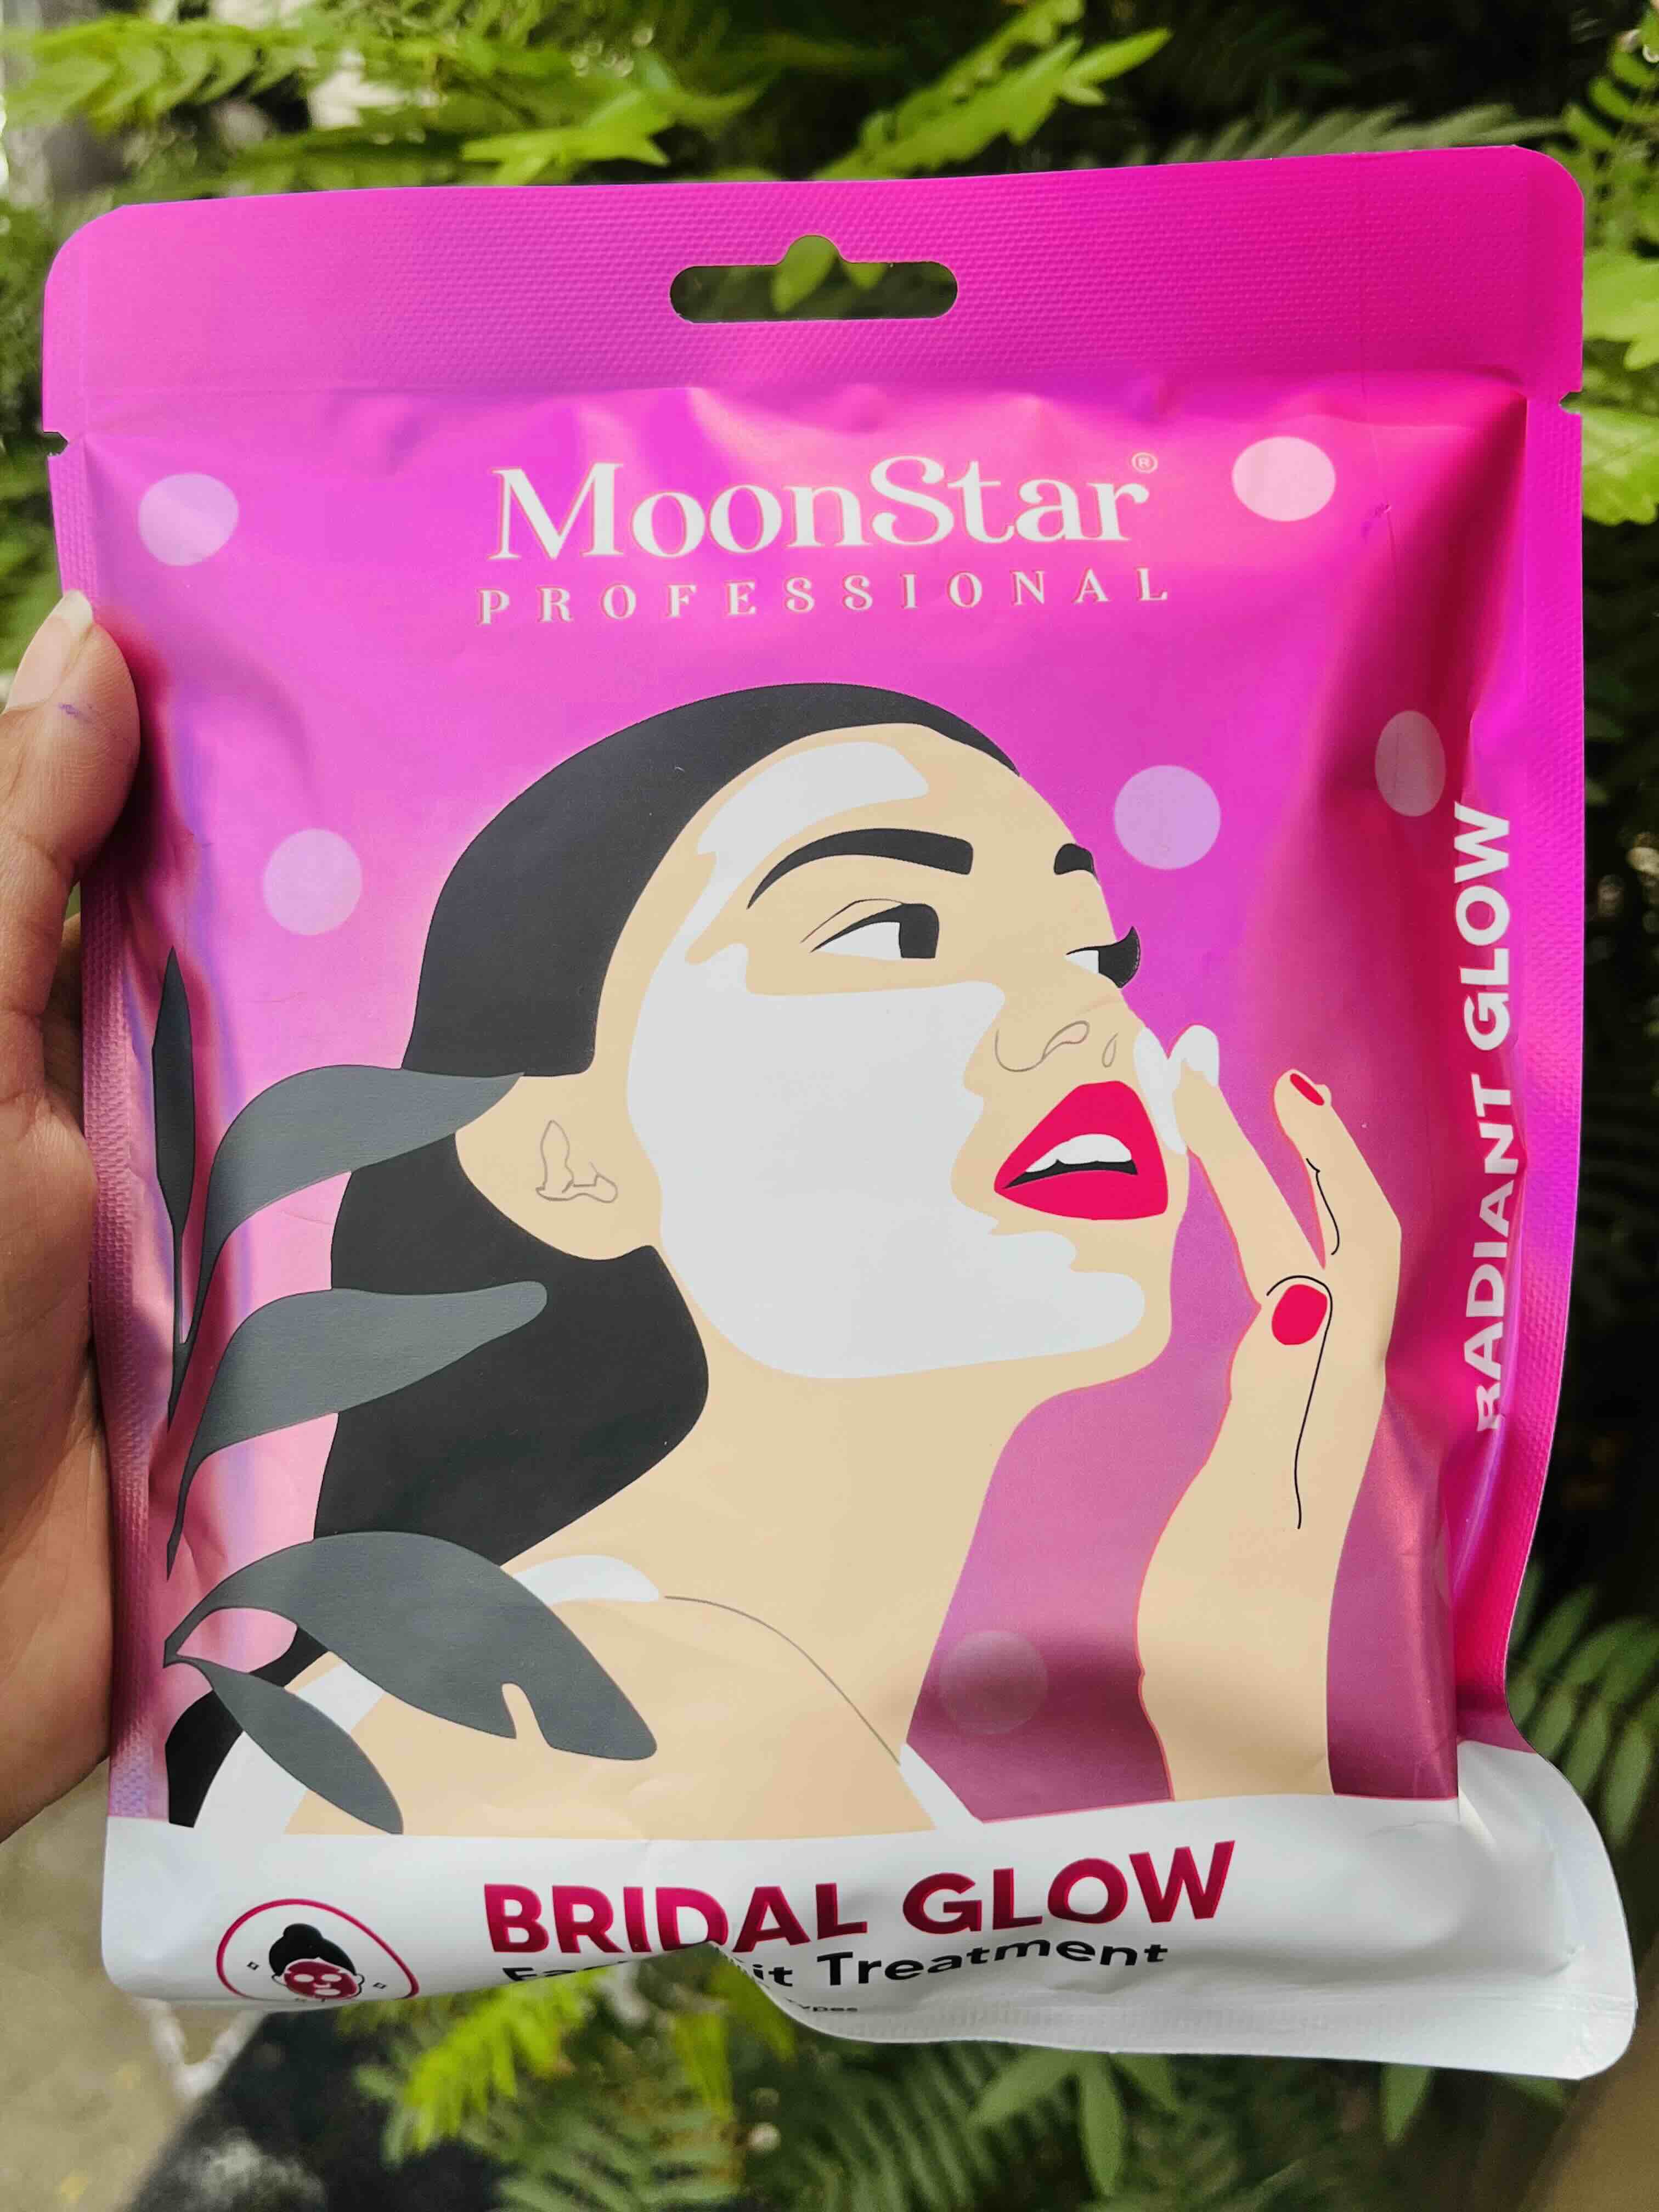 MoonStar®
PROFESSIONAL
RADIANT GLOW
BRIDAL GLOW
Treatment